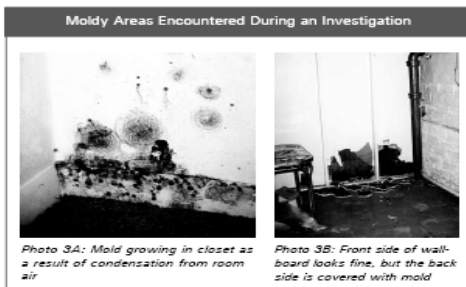 Moldy Areas Encountered During an Investigation
Photo 3A: Mold growing in closet as
a result of condensation from room
air
Photo 3B: Front side of wall-
board looks fine, but the back
side is covered with mold